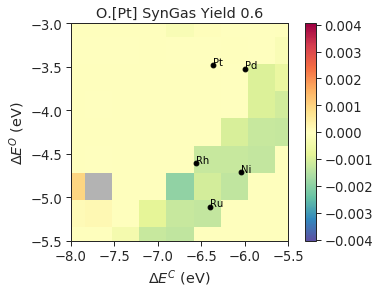 O.[Pt] SynGas Yield 0.6
−3.0
−3.5
−4.0
−4.5
−5.0
−5.5
ΔE^O (eV)
Pt
Pd
Rh
Ni
Ru
−8.0 −7.5 −7.0 −6.5 −6.0 −5.5
ΔE^C (eV)
0.004
0.003
0.002
0.001
0.000
−0.001
−0.002
−0.003
−0.004